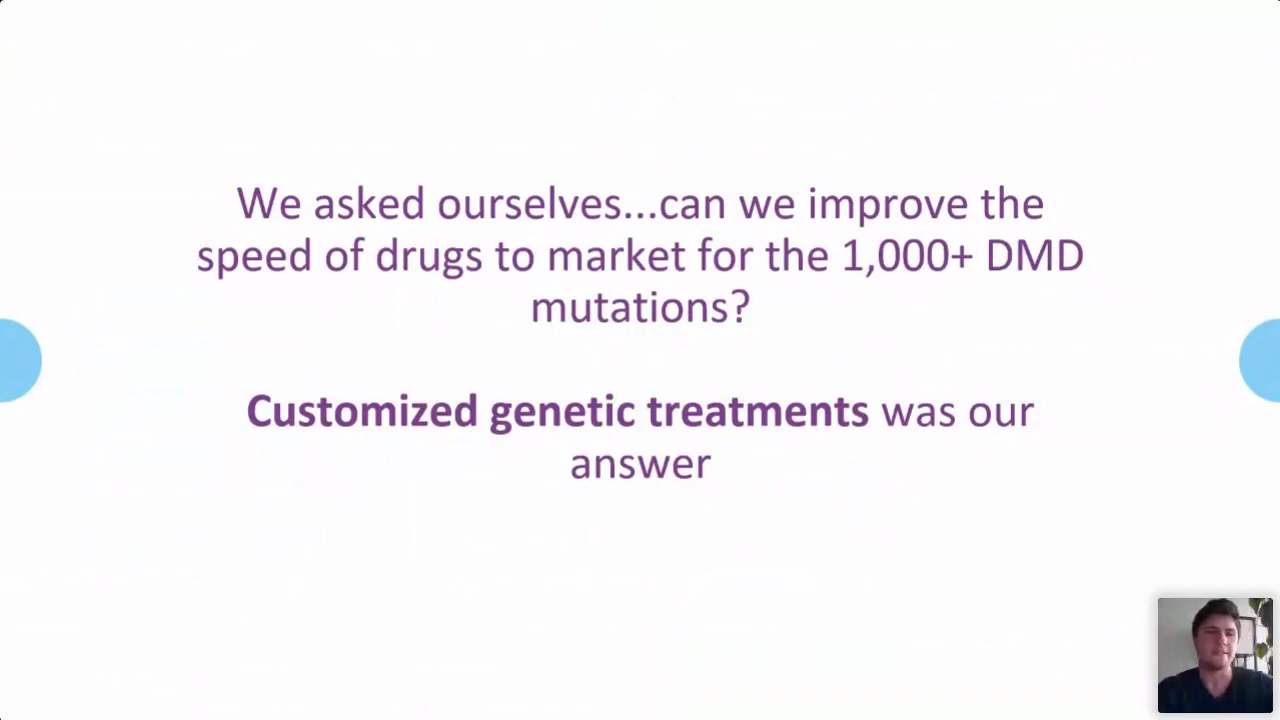 We asked ourselves...can we improve the
speed of drugs to market for the 1,000+ DMD
mutations?
Customized genetic treatments was our
answer